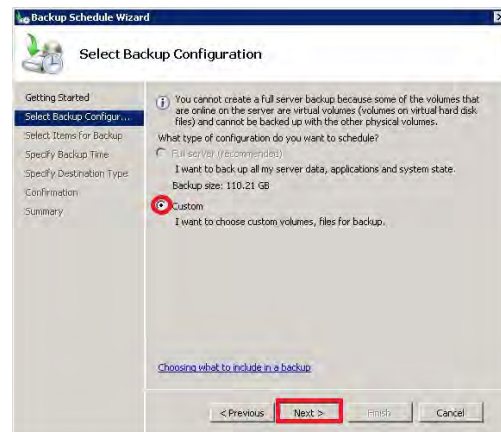 Backup Schedule Wizard
Select Backup Configuration
Getting Started
Select Backup Configur...
Select Items for Backup
Specify Backup Time
Specify Destination Type
Confirmation
Summary
You cannot create a full server backup because some of the volumes that
are online on the server are virtual volumes (volumes on virtual hard disk
files) and cannot be backed up with the other physical volumes.
What type of configuration do you want to schedule?
Full server (recommended)
I want to back up all my server data, applications and system state.
Backup size: 110.21 GB
Custom
I want to choose custom volumes, files for backup.
Choosing what to include in a backup
< Previous
Next >
Finish
Cancel